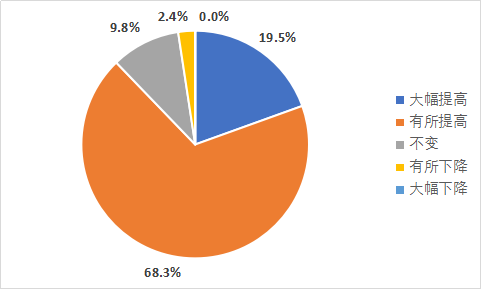 2.4%
0.0%
9.8%
19.5%
大幅提高
有所提高
不变
有所下降
大幅下降
68.3%